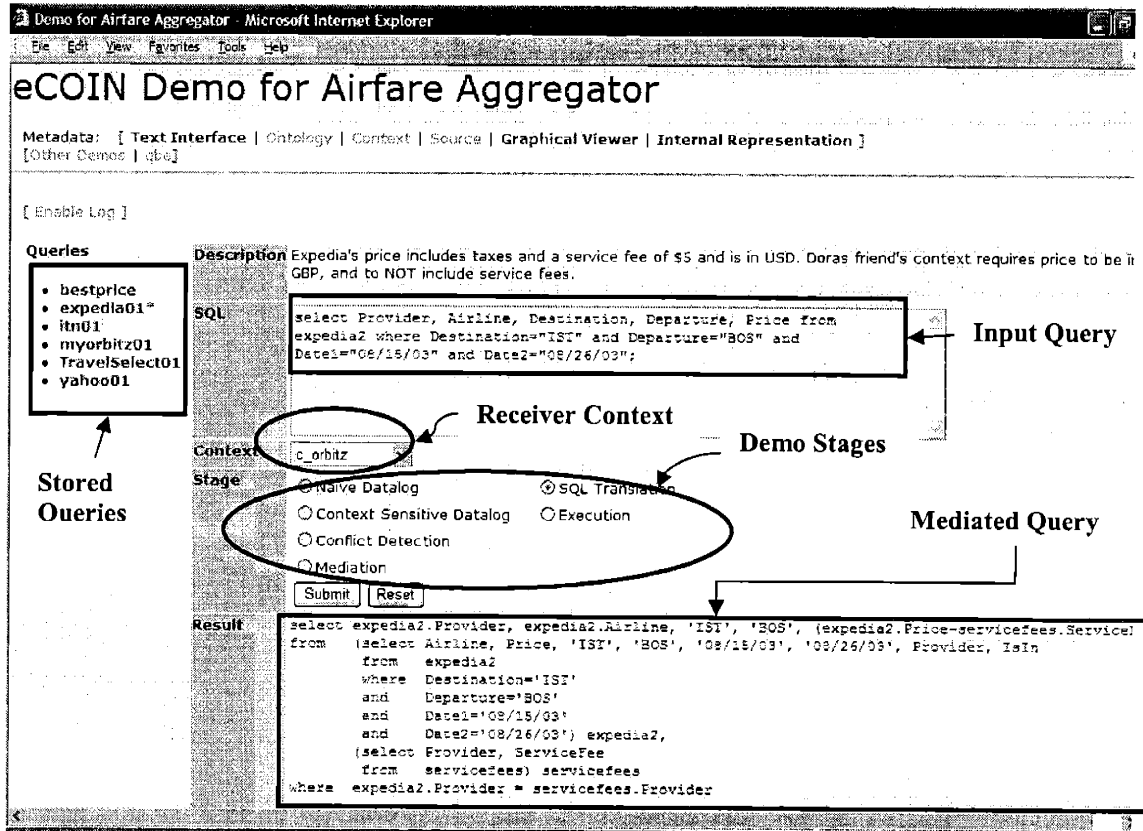 Demo for Airfare Aggregator - Microsoft Internet Explorer
File Edit View Favorites Tools Help
eCOIN Demo for Airfare Aggregator
Metadata: [ Text Interface | Ontology | Context | Source | Graphical Viewer | Internal Representation ]
[Other Demos | qbe]
[ Enable Log ]
Queries
• bestprice
• expedia01*
• itn01
• myorbitz01
• TravelSelect01
• yahoo01
Stored
Queries
Description Expedia's price includes taxes and a service fee of $5 and is in USD. Doras friend's context requires price to be in
GBP, and to NOT include service fees.
SQL
select Provider, Airline, Destination, Departure, Price from
expedia2 where Destination="IST" and Departure="BOS" and
Date1="08/15/03" and Date2="08/26/03";
Input Query
Receiver Context
Context c_orbitz
Demo Stages
Stage
Naive Datalog SQL Translation
Context Sensitive Datalog Execution
Conflict Detection
Mediation
Submit Reset
Mediated Query
Result
select expedia2.Provider, expedia2.Airline, 'IST', 'BOS', (expedia2.Price-servicefees.Service
from (select Airline, Price, 'IST', 'BOS', '08/15/03', '08/26/03', Provider, IsIn
from expedia2
where Destination='IST'
and Departure='BOS'
and Date1='08/15/03'
and Date2='08/26/03') expedia2,
(select Provider, ServiceFee
from servicefees) servicefees
where expedia2.Provider = servicefees.Provider